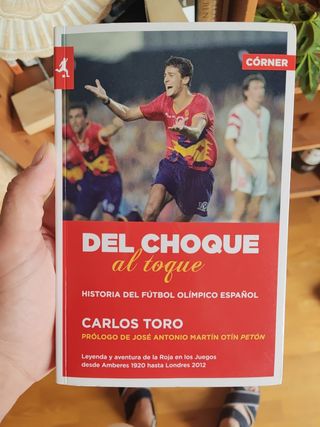 CÓRNER
DEL CHOQUE
al toque
HISTORIA DEL FÚTBOL OLÍMPICO ESPAÑOL
CARLOS TORO
PRÓLOGO DE JOSÉ ANTONIO MARTÍN OTÍN PETÓN
Leyenda y aventura de la Roja en los Juegos
desde Amberes 1920 hasta Londres 2012